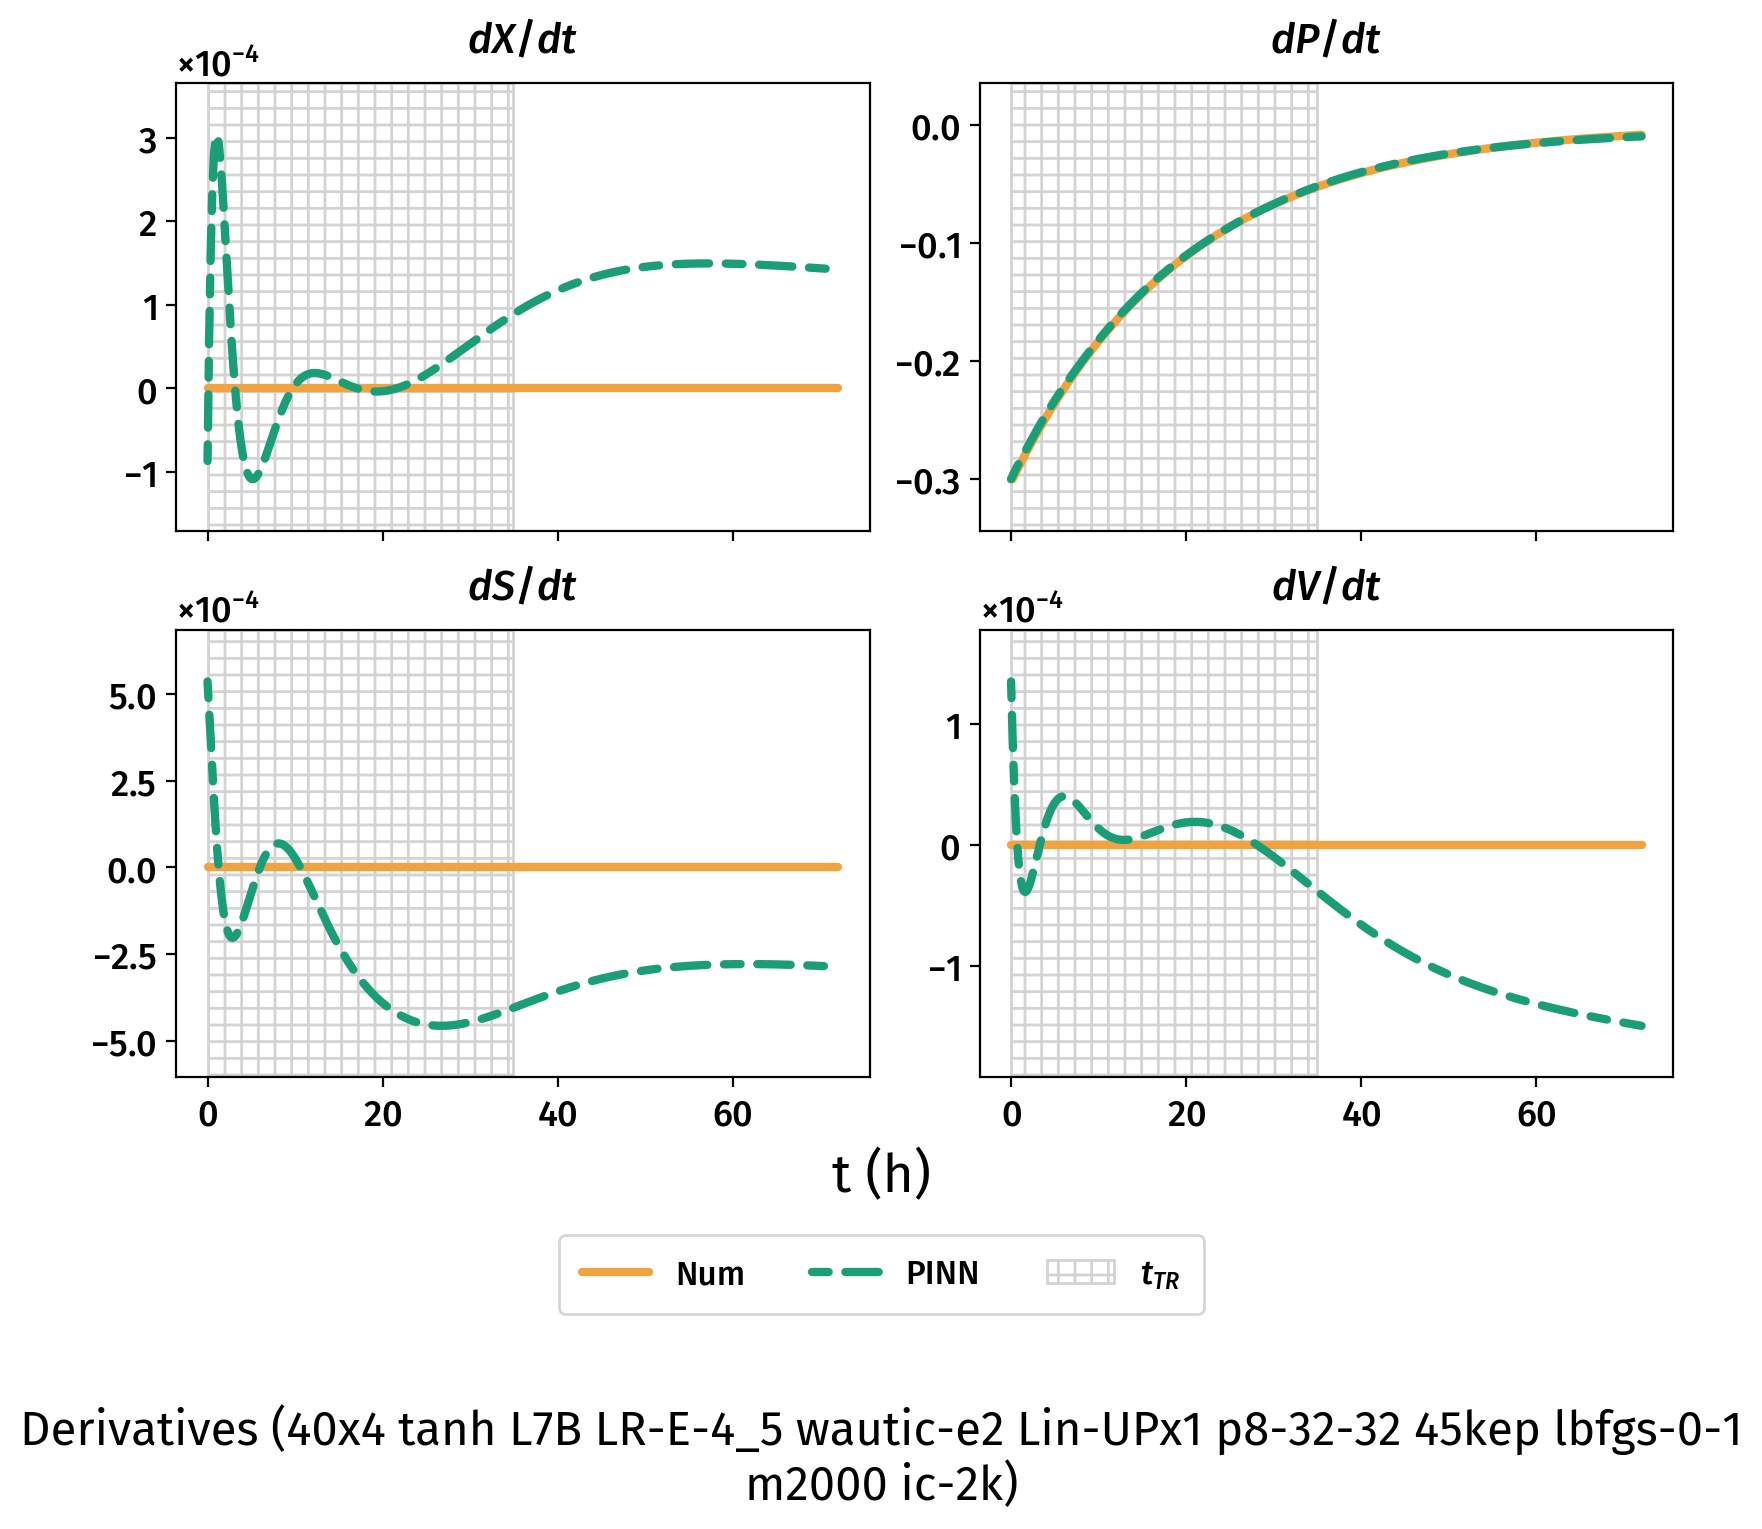 dX/dt
dP/dt
×10⁻⁴
3
2
1
0
−1
0.0
−0.1
−0.2
−0.3
dS/dt
dV/dt
×10⁻⁴
×10⁻⁴
5.0
2.5
0.0
−2.5
−5.0
1
0
−1
0 20 40 60
0 20 40 60
t (h)
Num PINN t_TR
Derivatives (40x4 tanh L7B LR-E-4_5 wautic-e2 Lin-UPx1 p8-32-32 45kep lbfgs-0-1
m2000 ic-2k)